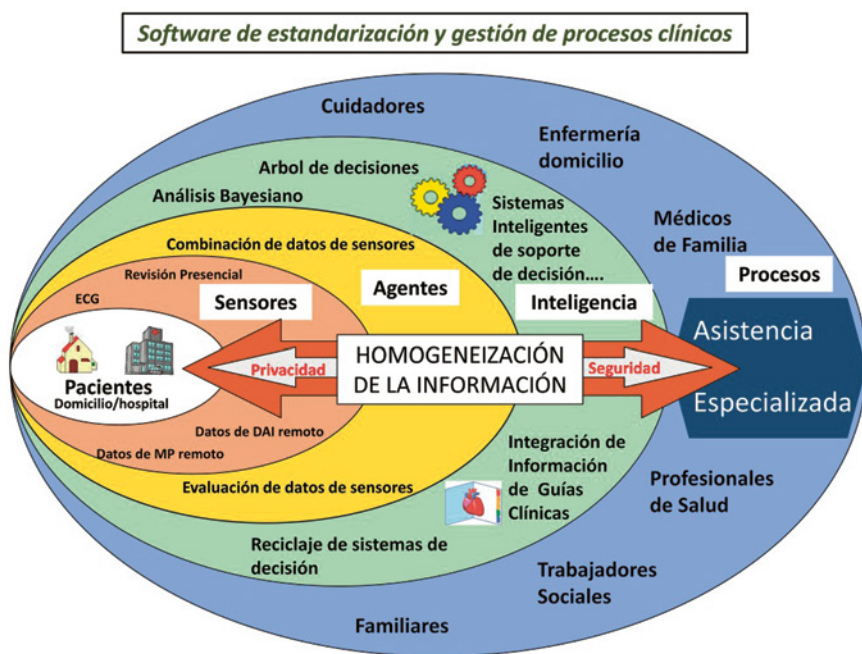 Software de estandarización y gestión de procesos clínicos
Cuidadores
Enfermería
domicilio
Arbol de decisiones
Análisis Bayesiano
Sistemas
Inteligentes
de soporte
de decisión....
Médicos
de Familia
Combinación de datos de sensores
Revisión Presencial
ECG
Sensores
Agentes
Inteligencia
Procesos
Pacientes
Domicilio/hospital
Privacidad
HOMOGENEIZACIÓN
DE LA INFORMACIÓN
Seguridad
Asistencia
Especializada
Datos de DAI remoto
Datos de MP remoto
Evaluación de datos de sensores
Integración de
Información
de Guías
Clínicas
Reciclaje de sistemas de
decisión
Profesionales
de Salud
Trabajadores
Sociales
Familiares